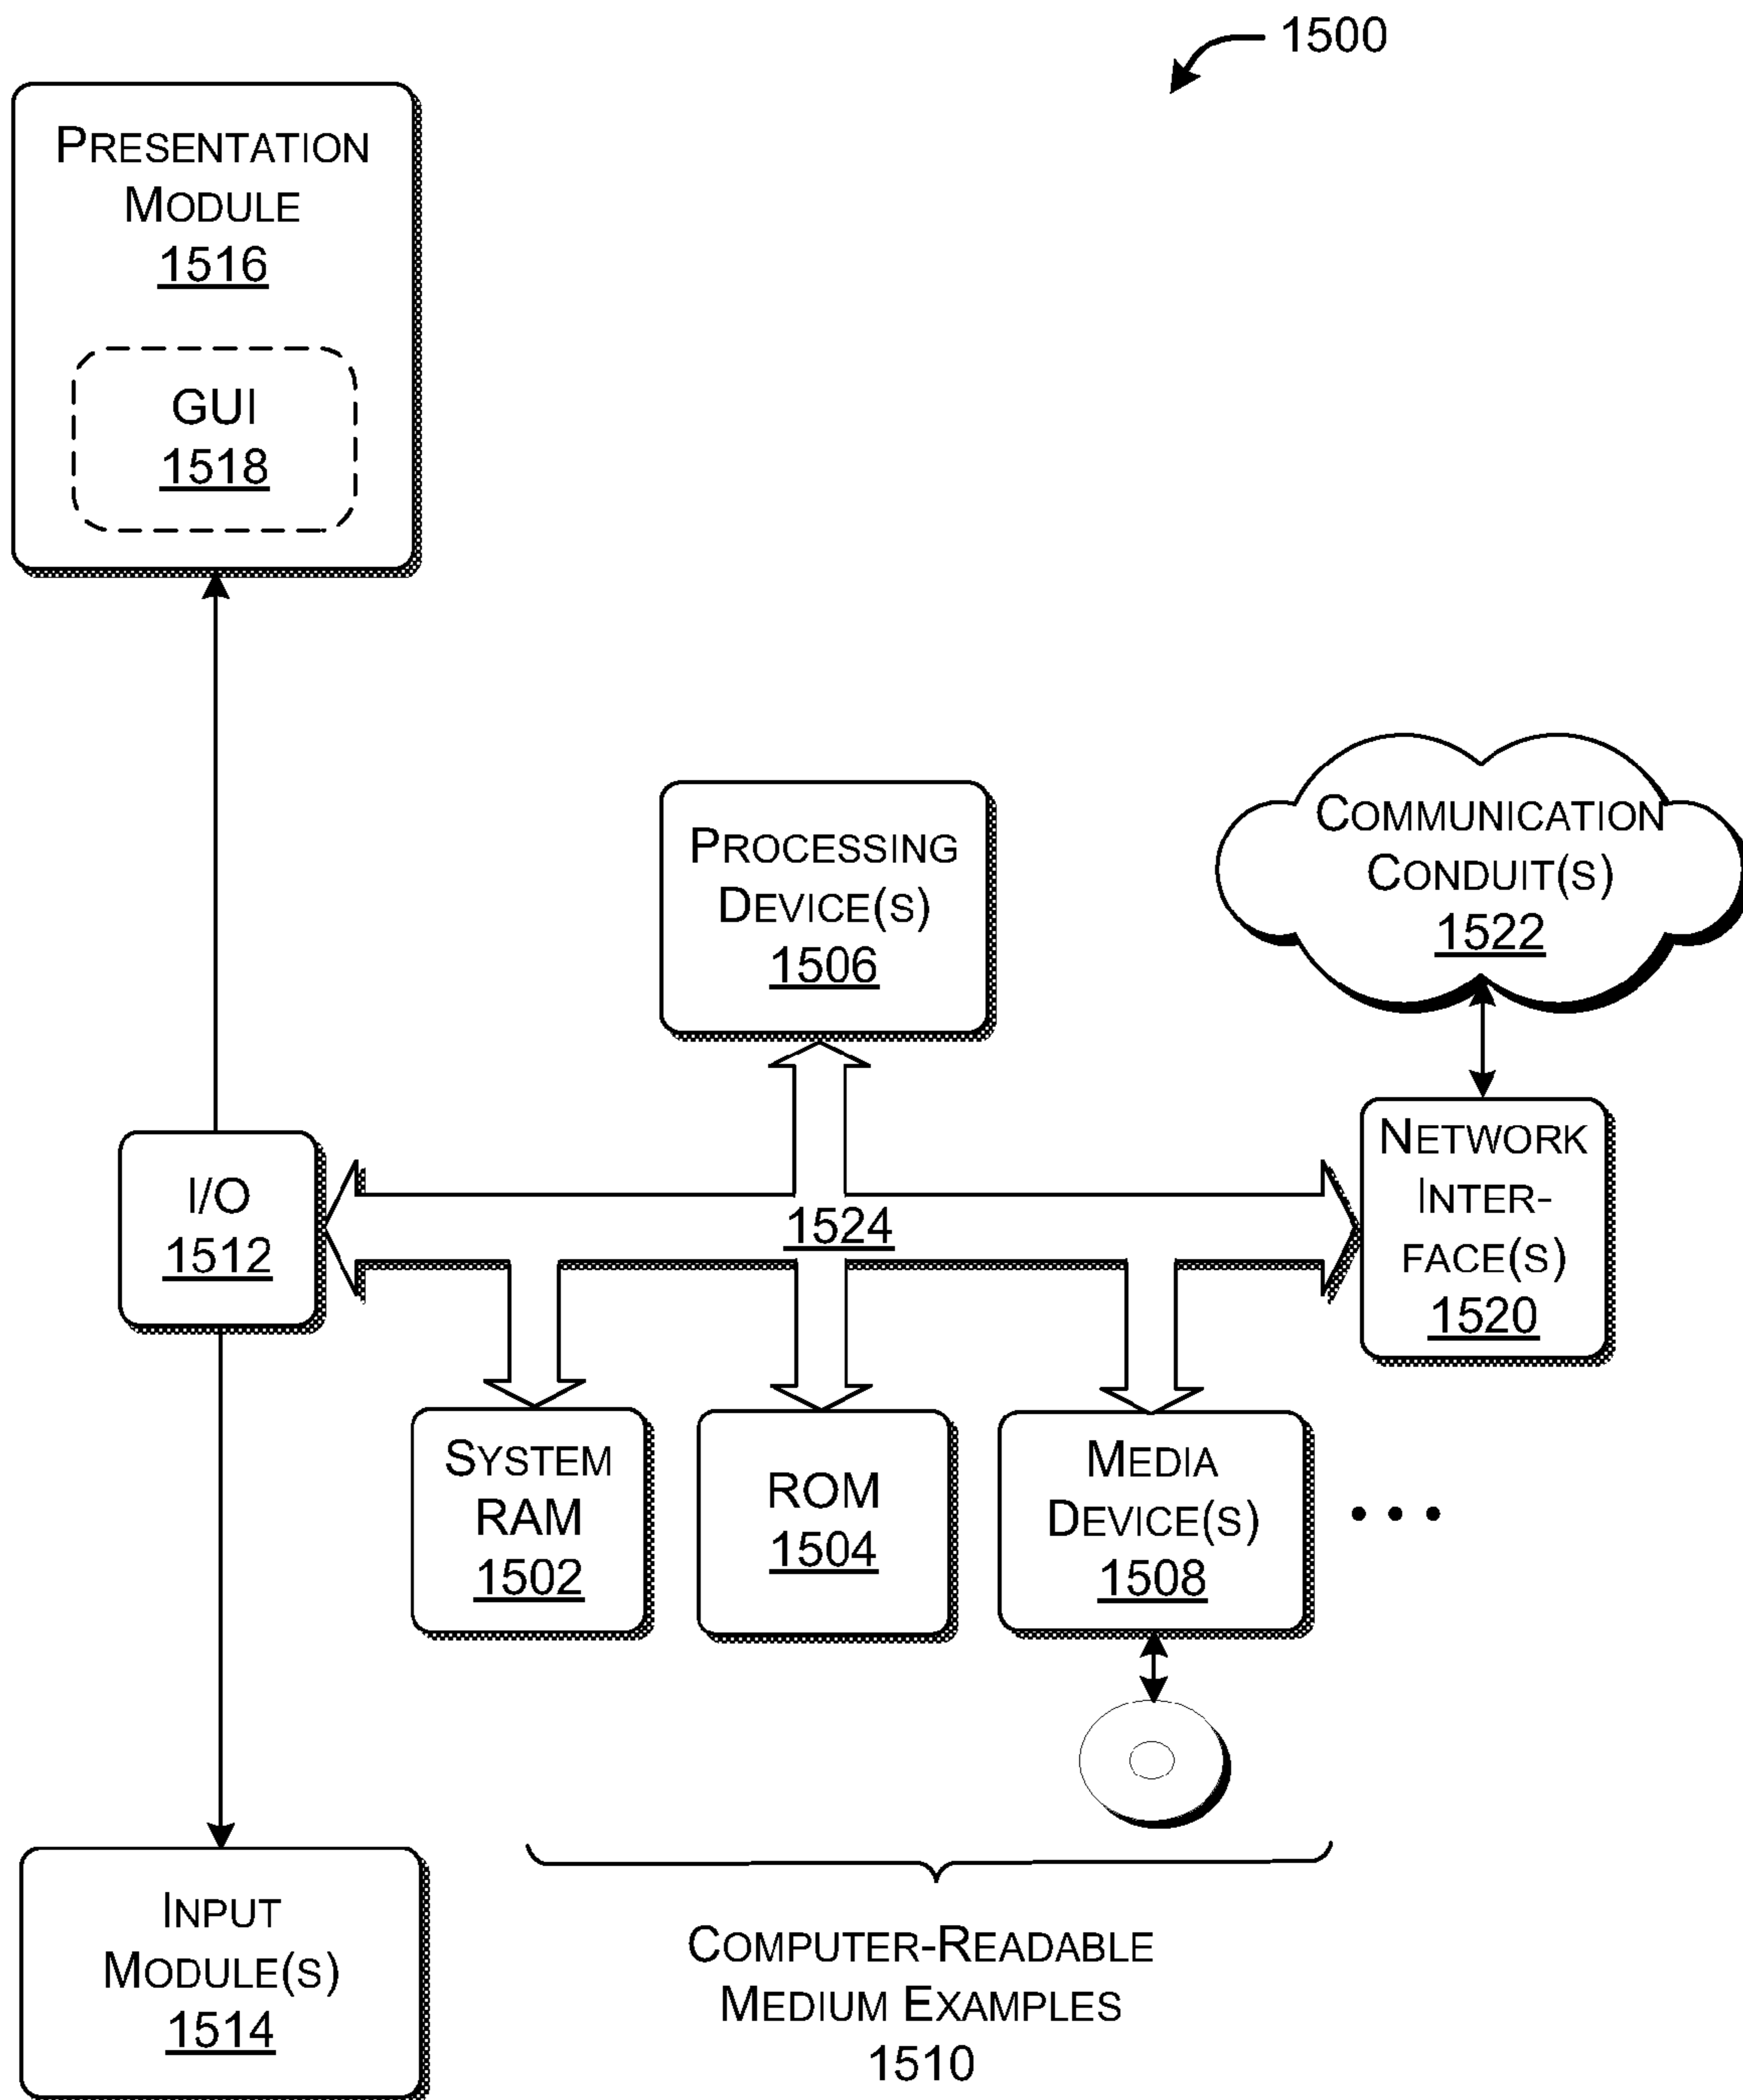 1500
PRESENTATION
MODULE
1516
GUI
1518
COMMUNICATION
CONDUIT(S)
1522
PROCESSING
DEVICE(S)
1506
NETWORK
INTER-
FACE(S)
1520
I/O
1512
1524
SYSTEM
RAM
1502
ROM
1504
MEDIA
DEVICE(S)
1508
• • •
INPUT
MODULE(S)
1514
COMPUTER-READABLE
MEDIUM EXAMPLES
1510